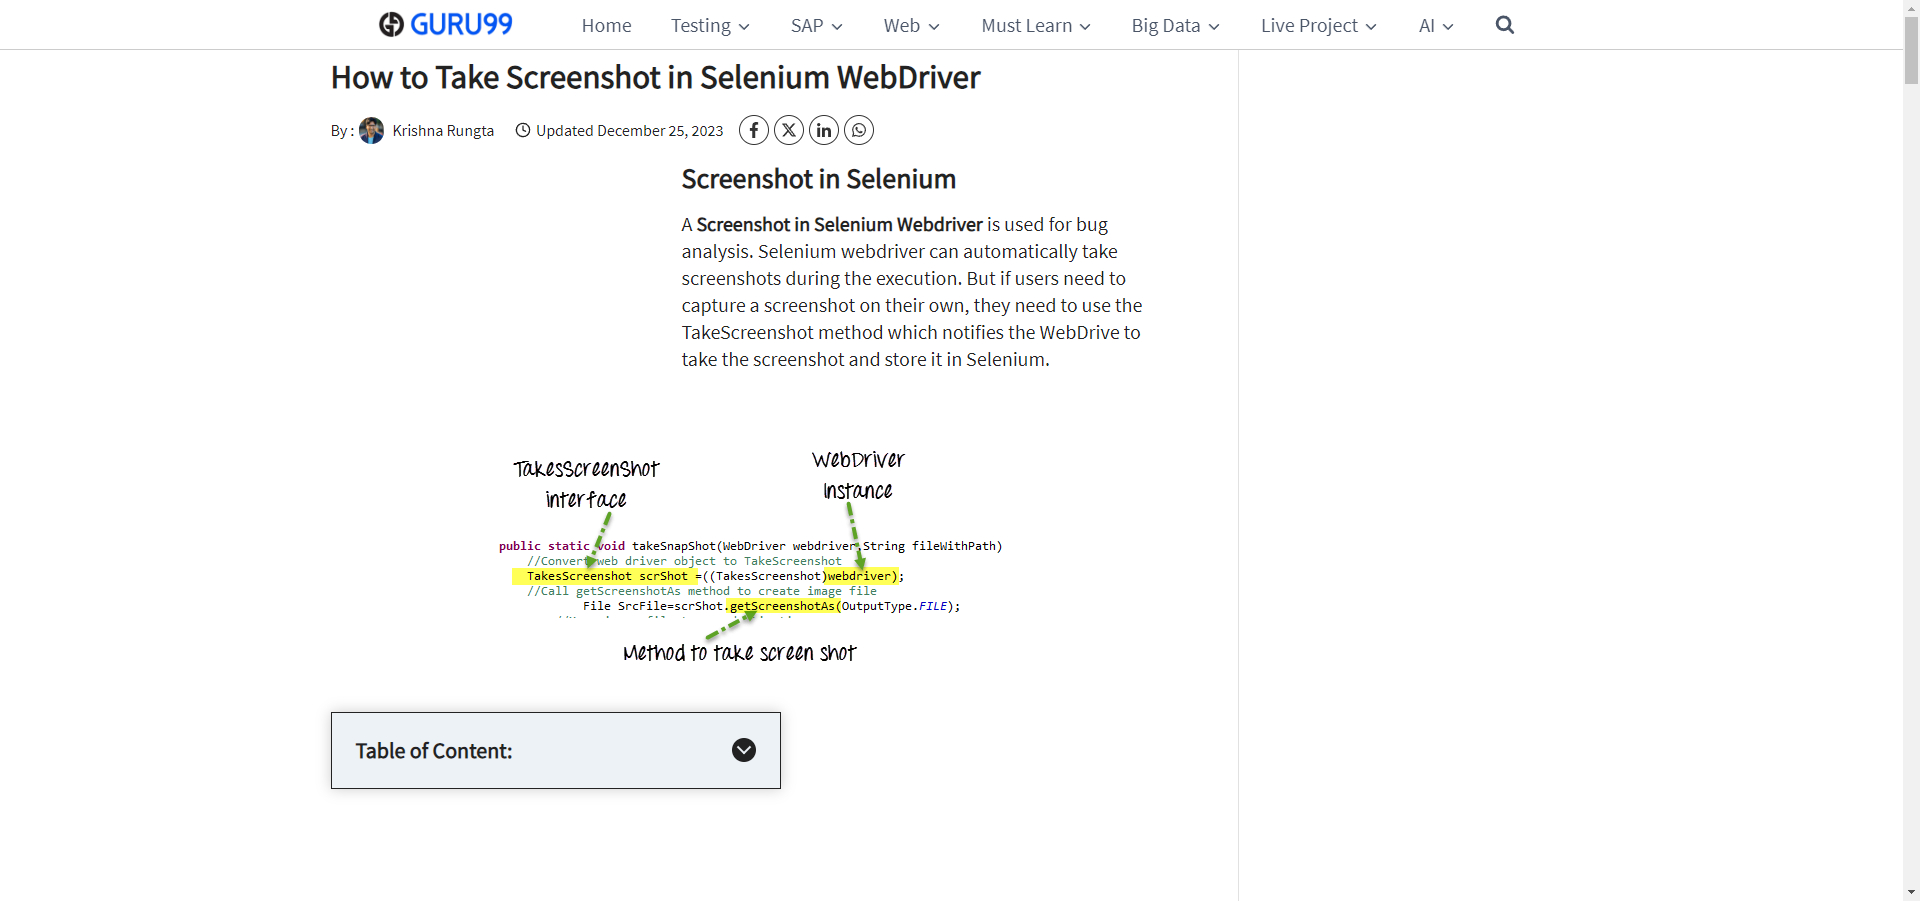 GURU99
Home Testing SAP Web Must Learn Big Data Live Project AI
How to Take Screenshot in Selenium WebDriver
By : Krishna Rungta Updated December 25, 2023
Screenshot in Selenium
A Screenshot in Selenium Webdriver is used for bug
analysis. Selenium webdriver can automatically take
screenshots during the execution. But if users need to
capture a screenshot on their own, they need to use the
TakeScreenshot method which notifies the WebDrive to
take the screenshot and store it in Selenium.
TakesScreenShot
interface
WebDriver
Instance
public static void takeSnapShot(WebDriver webdriver,String fileWithPath)
//Convert web driver object to TakeScreenshot
TakesScreenshot scrShot =((TakesScreenshot)webdriver);
//Call getScreenshotAs method to create image file
File SrcFile=scrShot.getScreenshotAs(OutputType.FILE);
Method to take screen shot
Table of Content: